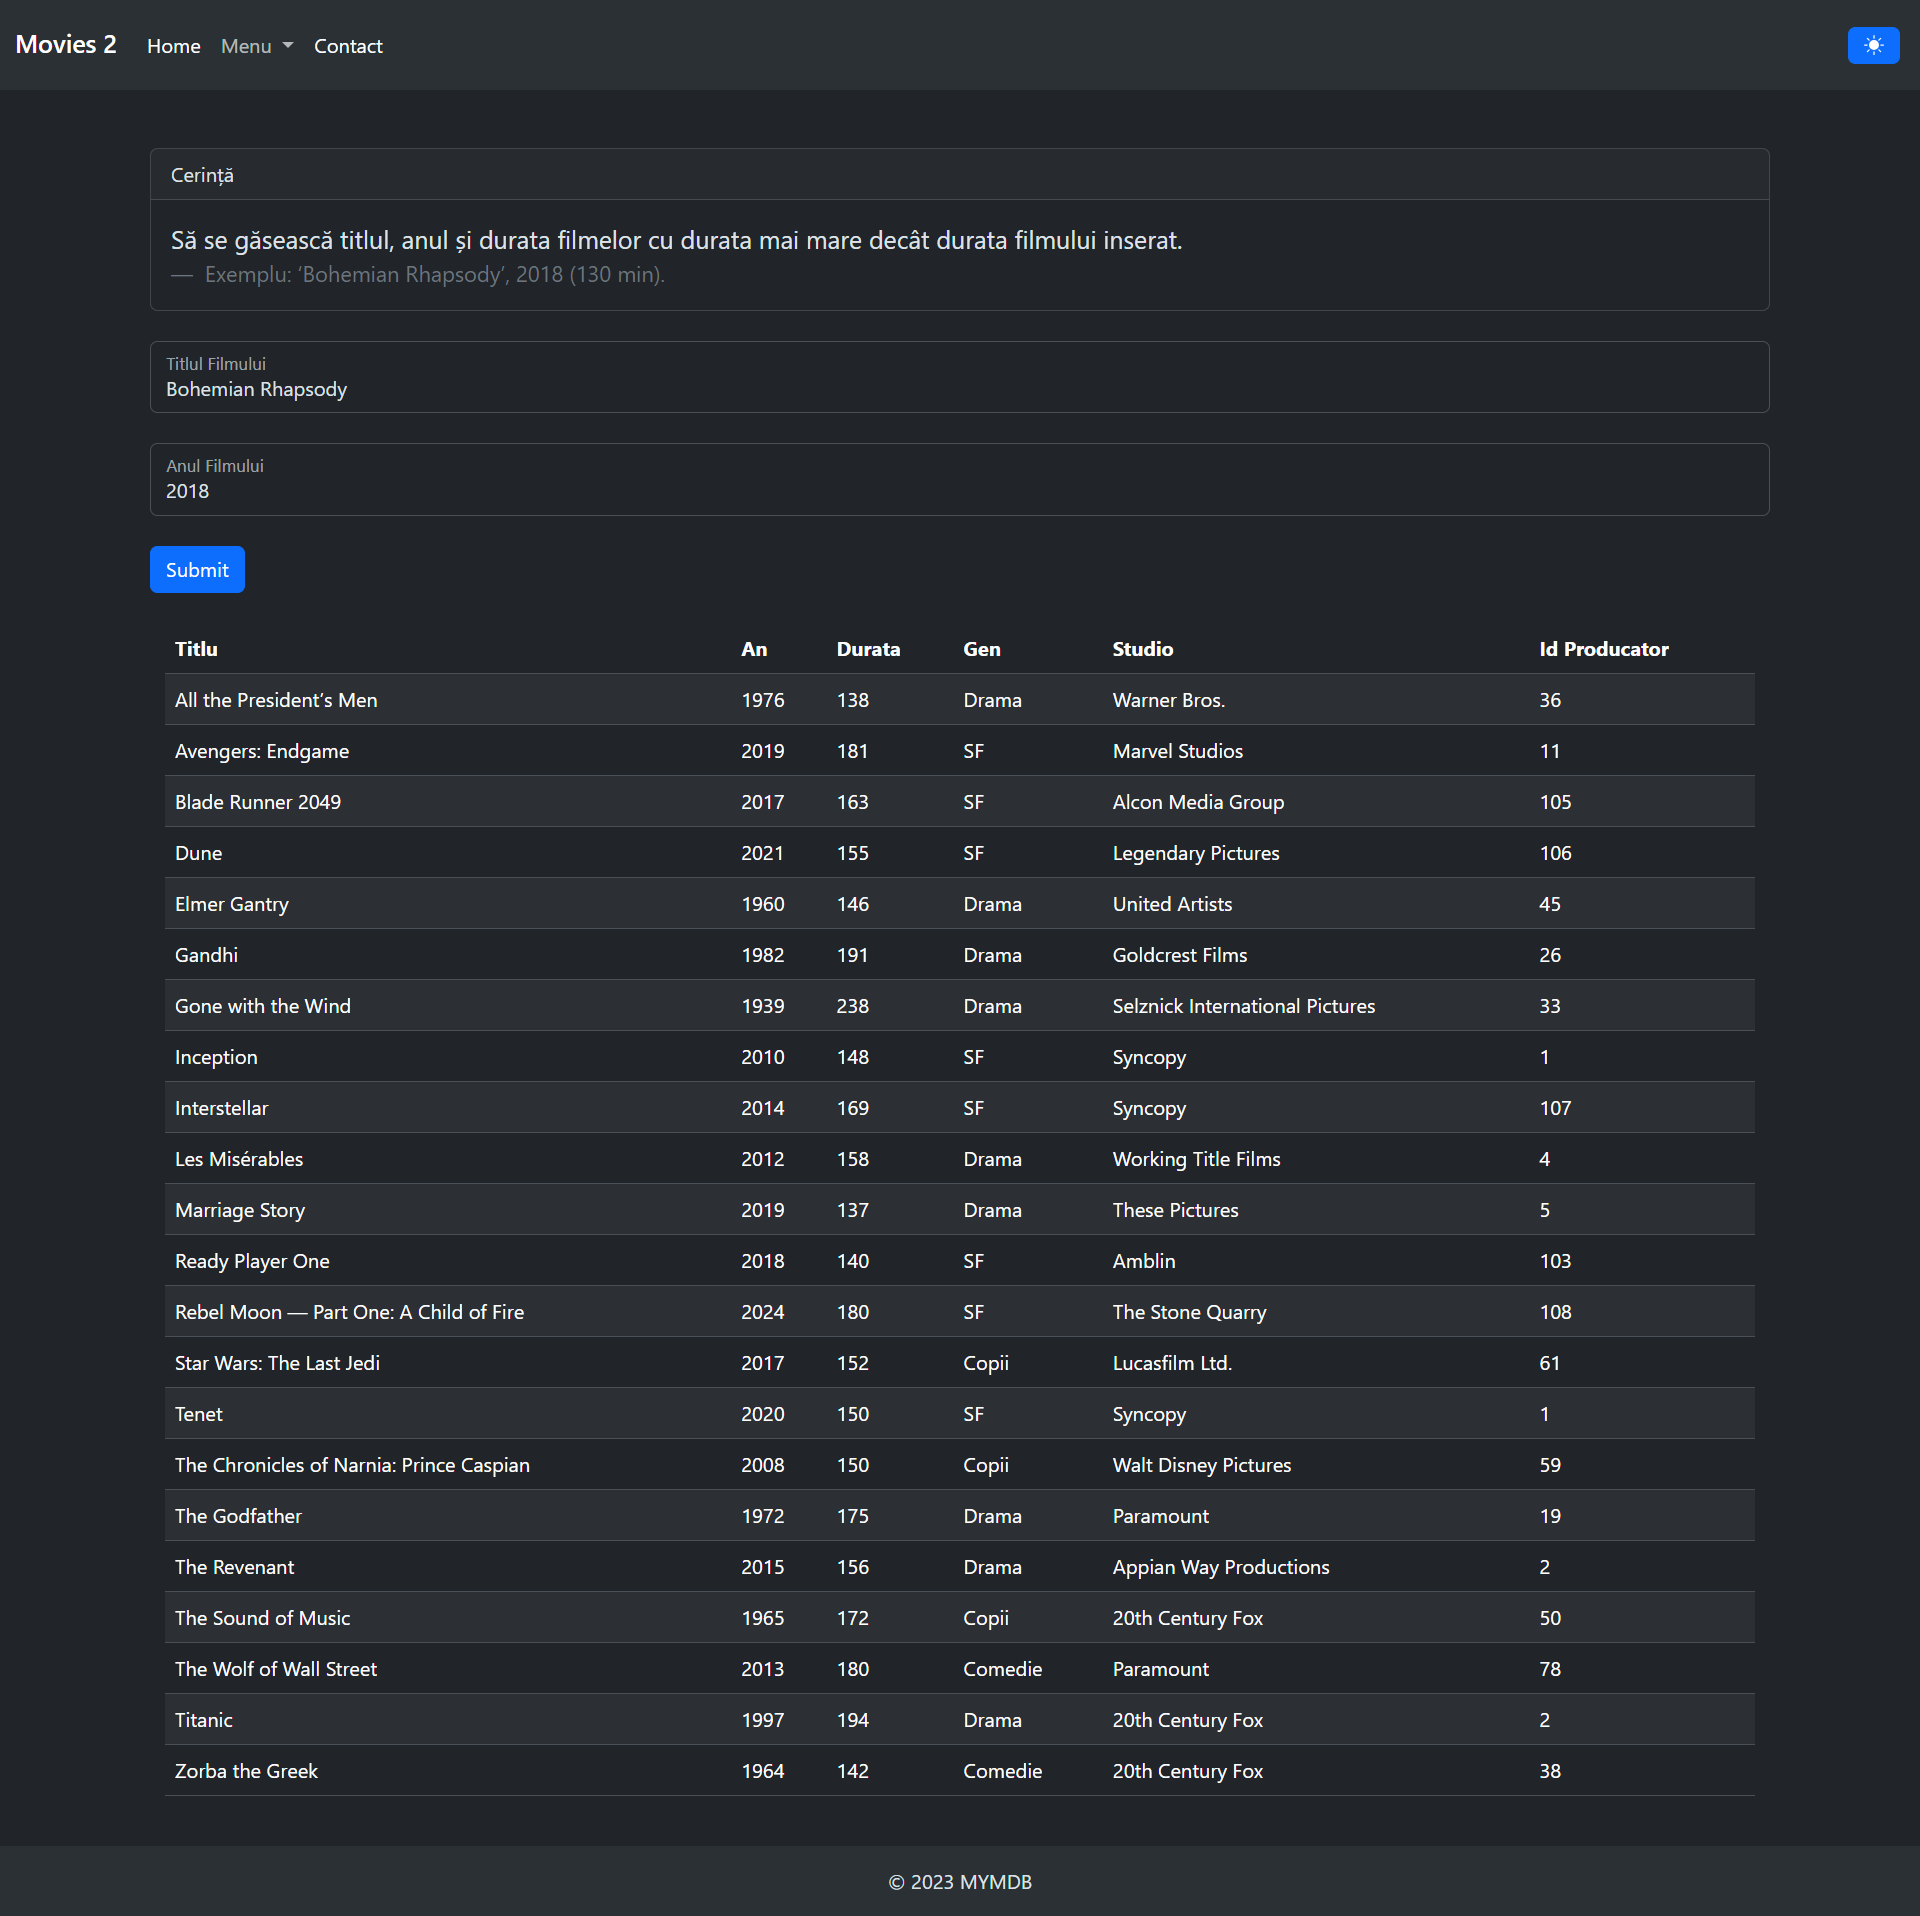 Movies 2 Home Menu Contact
Cerință
Să se găsească titlul, anul și durata filmelor cu durata mai mare decât durata filmului inserat.
— Exemplu: ‘Bohemian Rhapsody’, 2018 (130 min).
Titlul Filmului
Bohemian Rhapsody
Anul Filmului
2018
Submit
Titlu An Durata Gen Studio Id Producator
All the President’s Men 1976 138 Drama Warner Bros. 36
Avengers: Endgame 2019 181 SF Marvel Studios 11
Blade Runner 2049 2017 163 SF Alcon Media Group 105
Dune 2021 155 SF Legendary Pictures 106
Elmer Gantry 1960 146 Drama United Artists 45
Gandhi 1982 191 Drama Goldcrest Films 26
Gone with the Wind 1939 238 Drama Selznick International Pictures 33
Inception 2010 148 SF Syncopy 1
Interstellar 2014 169 SF Syncopy 107
Les Misérables 2012 158 Drama Working Title Films 4
Marriage Story 2019 137 Drama These Pictures 5
Ready Player One 2018 140 SF Amblin 103
Rebel Moon — Part One: A Child of Fire 2024 180 SF The Stone Quarry 108
Star Wars: The Last Jedi 2017 152 Copii Lucasfilm Ltd. 61
Tenet 2020 150 SF Syncopy 1
The Chronicles of Narnia: Prince Caspian 2008 150 Copii Walt Disney Pictures 59
The Godfather 1972 175 Drama Paramount 19
The Revenant 2015 156 Drama Appian Way Productions 2
The Sound of Music 1965 172 Copii 20th Century Fox 50
The Wolf of Wall Street 2013 180 Comedie Paramount 78
Titanic 1997 194 Drama 20th Century Fox 2
Zorba the Greek 1964 142 Comedie 20th Century Fox 38
© 2023 MYMDB